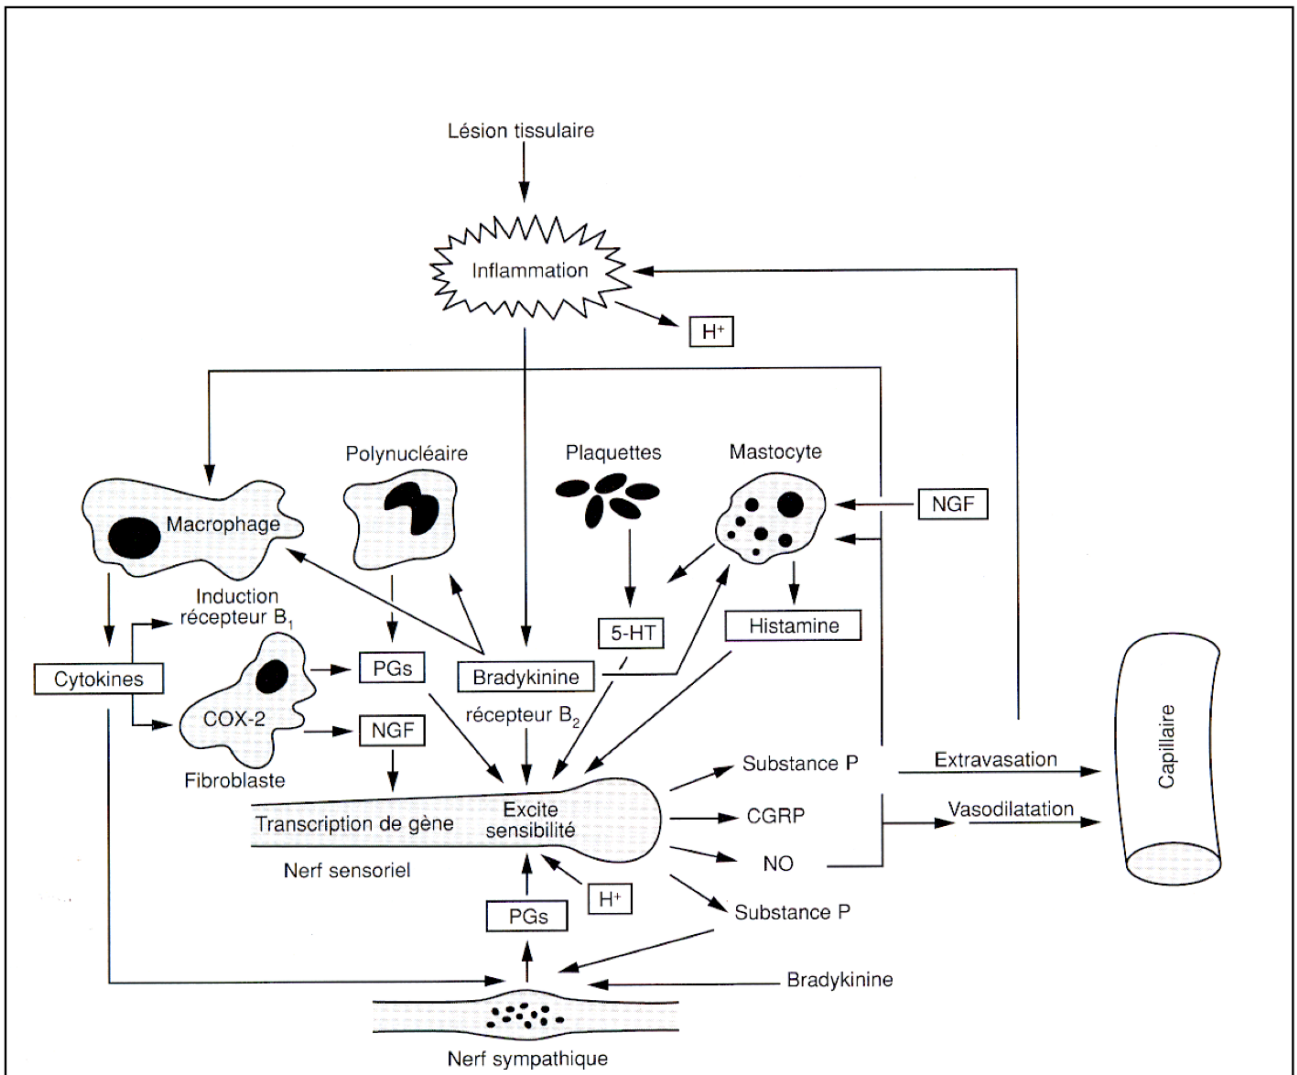 Lésion tissulaire
Inflammation
H+
Polynucléaire
Plaquettes
Mastocyte
Macrophage
NGF
Induction
récepteur B1
5-HT
Histamine
Cytokines
PGs
Bradykinine
COX-2
récepteur B2
NGF
Fibroblaste
Substance P
Extravasation
Capillaire
Transcription de gène
Excite
sensibilité
CGRP
Vasodilatation
Nerf sensoriel
NO
H+
PGs
Substance P
Bradykinine
Nerf sympathique